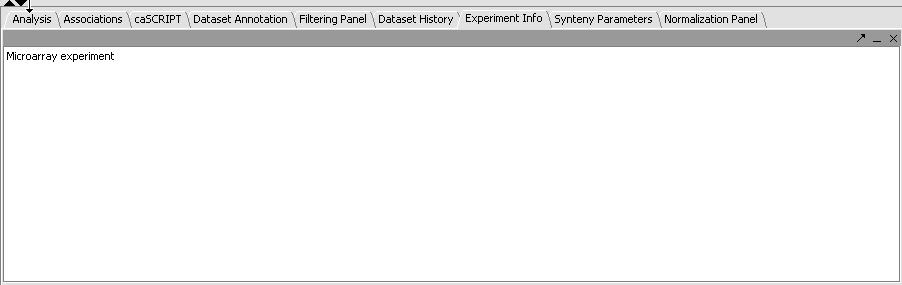 Analysis Associations caSCRIPT Dataset Annotation Filtering Panel Dataset History Experiment Info Synteny Parameters Normalization Panel
Microarray experiment